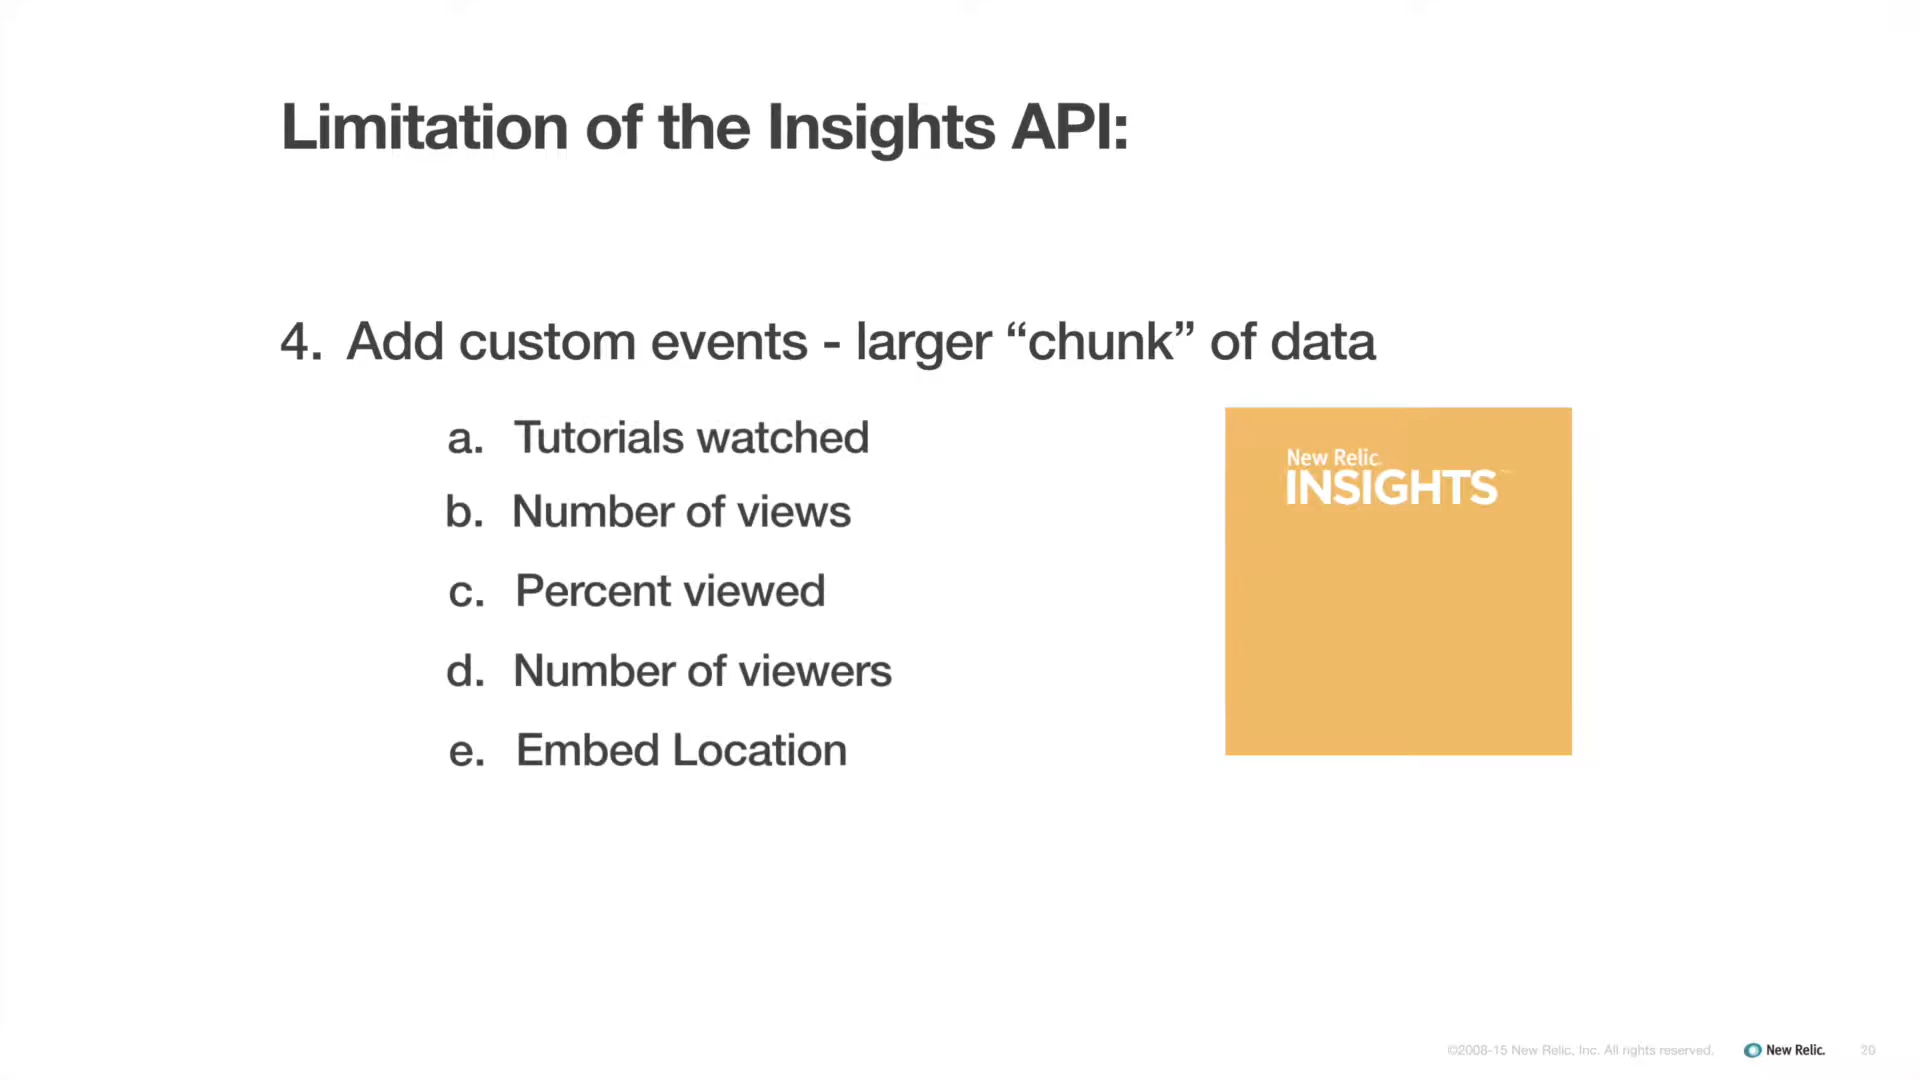 Limitation of the Insights API:
4. Add custom events - larger “chunk” of data
a. Tutorials watched
b. Number of views
c. Percent viewed
d. Number of viewers
e. Embed Location
New Relic
INSIGHTS
©2008-15 New Relic, Inc. All rights reserved.
New Relic.
20